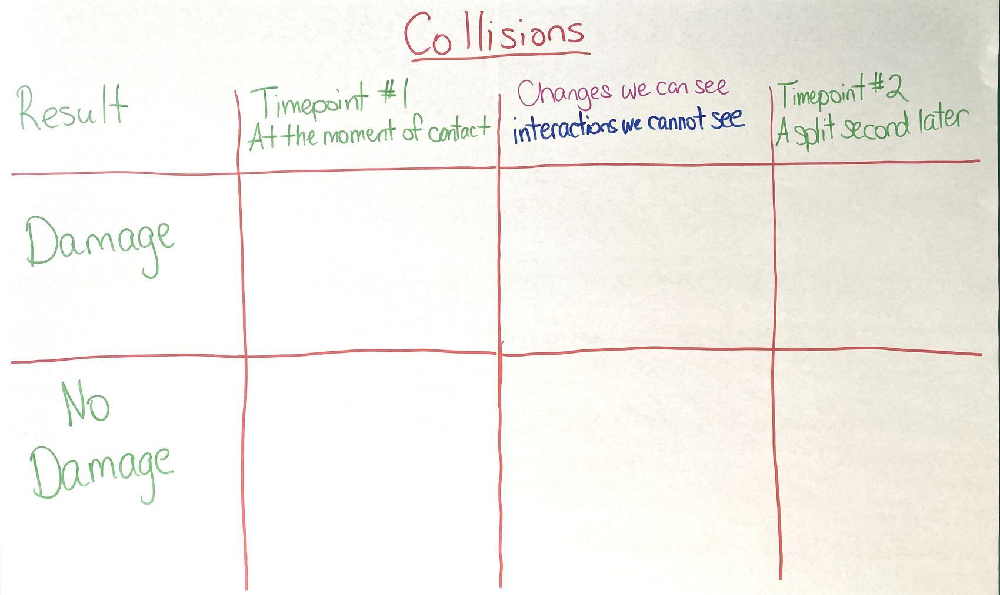 Collisions
Result
Timepoint #1
At the moment of contact
Changes we can see
interactions we cannot see
Timepoint #2
A split second later
Damage
No
Damage